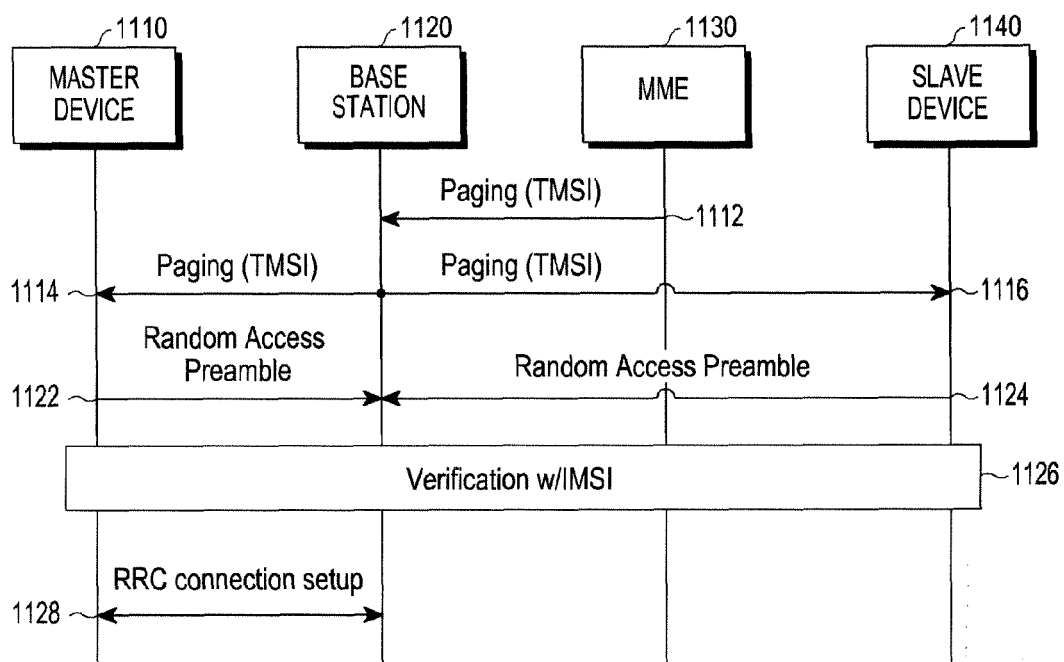 1110
1120
1130
1140
MASTER
DEVICE
BASE
STATION
MME
SLAVE
DEVICE
Paging (TMSI)
1112
Paging (TMSI)
Paging (TMSI)
1114
1116
Random Access
Preamble
Random Access Preamble
1122
1124
Verification w/IMSI
1126
RRC connection setup
1128